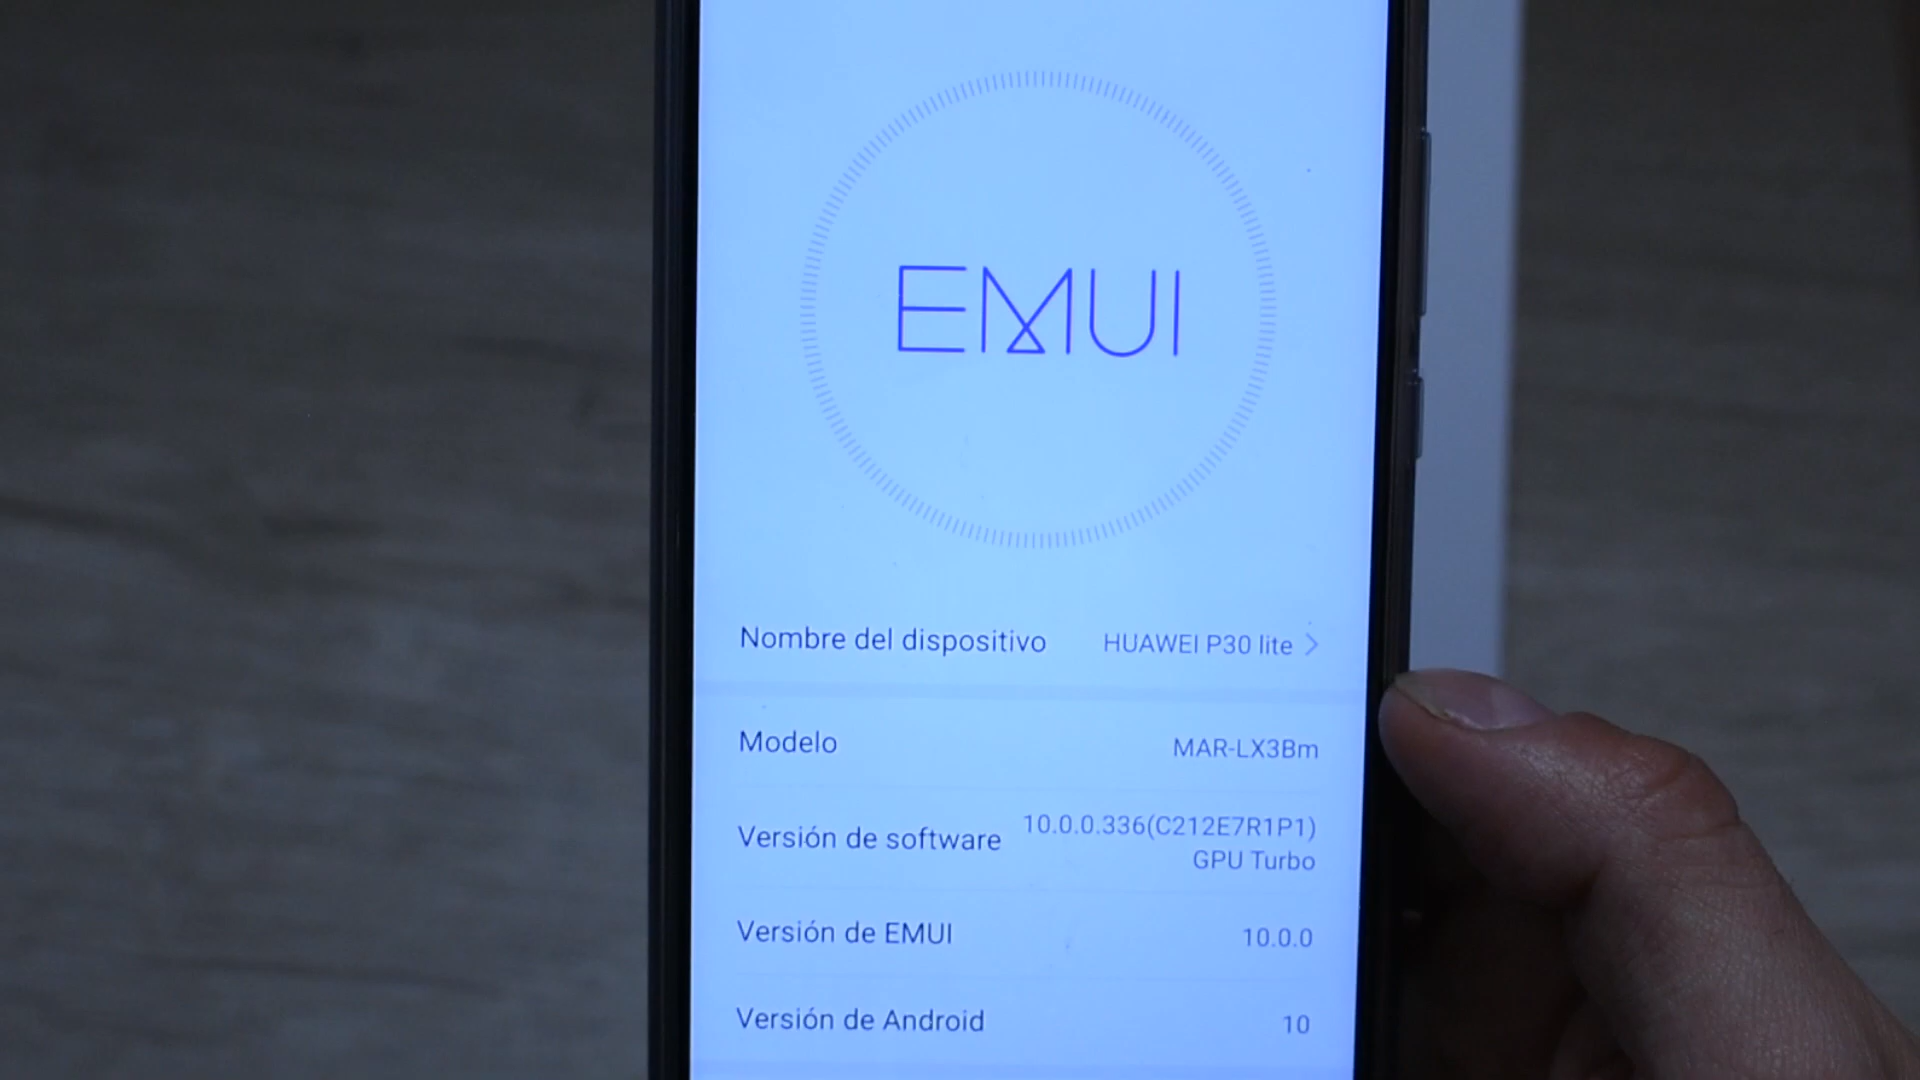 EMUI
Nombre del dispositivo HUAWEI P30 lite
Modelo MAR-LX3Bm
Versión de software 10.0.0.336(C212E7R1P1)
GPU Turbo
Versión de EMUI 10.0.0
Versión de Android 10